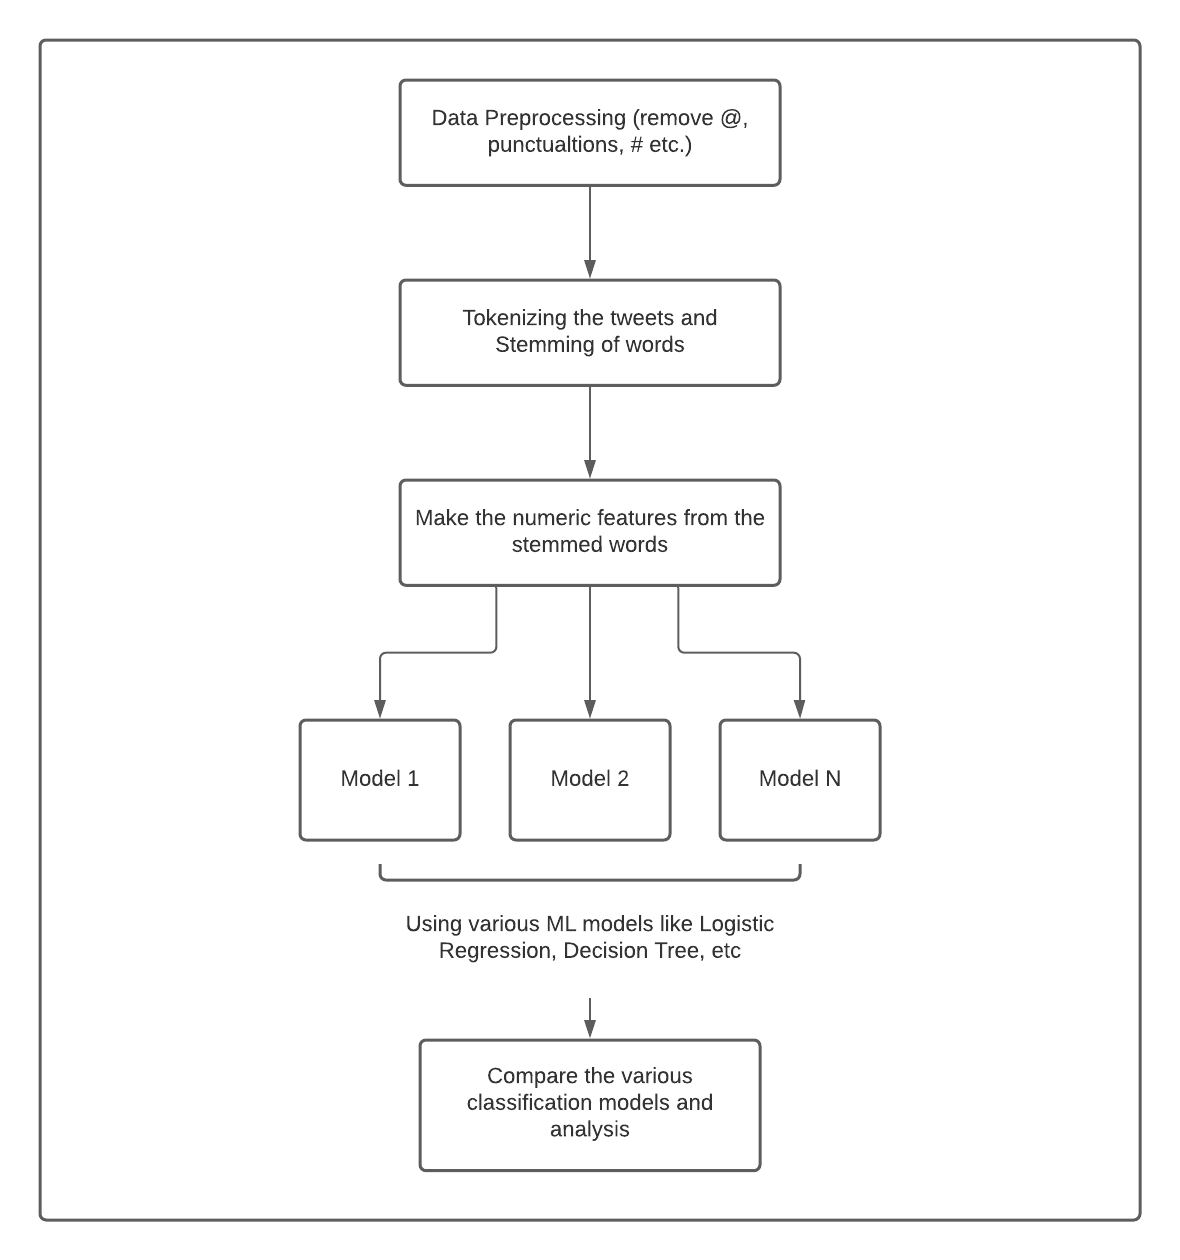 Data Preprocessing (remove @,
punctualtions, # etc.)
Tokenizing the tweets and
Stemming of words
Make the numeric features from the
stemmed words
Model 1
Model 2
Model N
Using various ML models like Logistic
Regression, Decision Tree, etc
Compare the various
classification models and
analysis